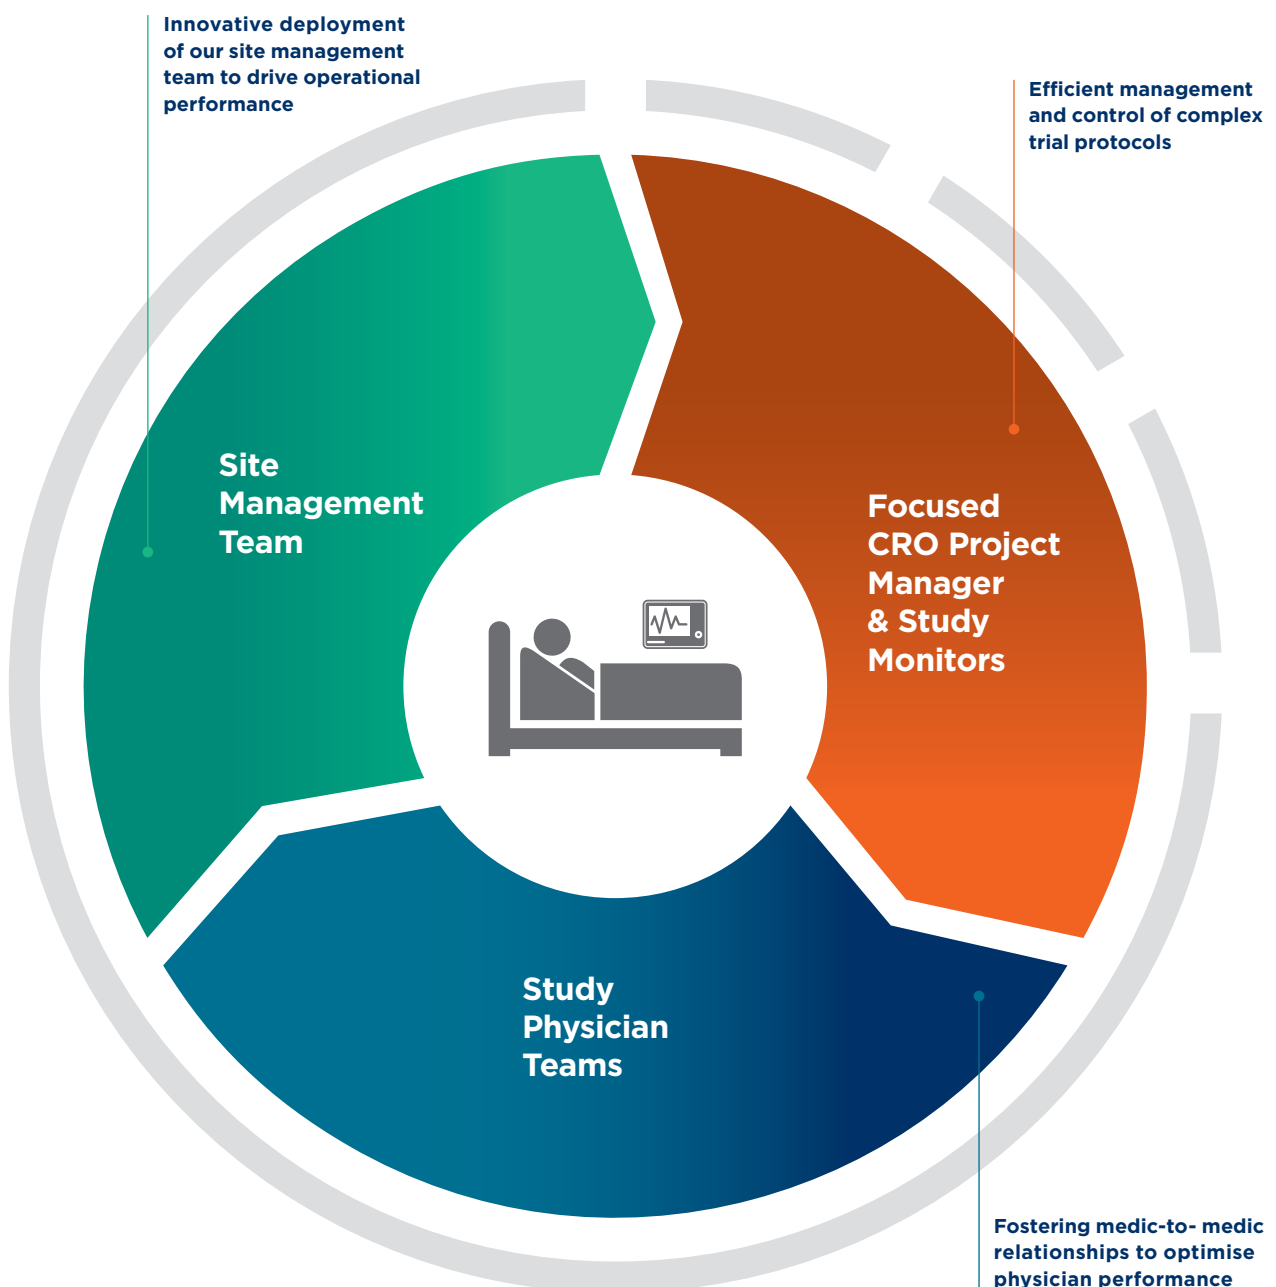 Innovative deployment
of our site management
team to drive operational
performance
Efficient management
and control of complex
trial protocols
Site
Management
Team
Focused
CRO Project
Manager
& Study
Monitors
Study
Physician
Teams
Fostering medic-to- medic
relationships to optimise
physician performance